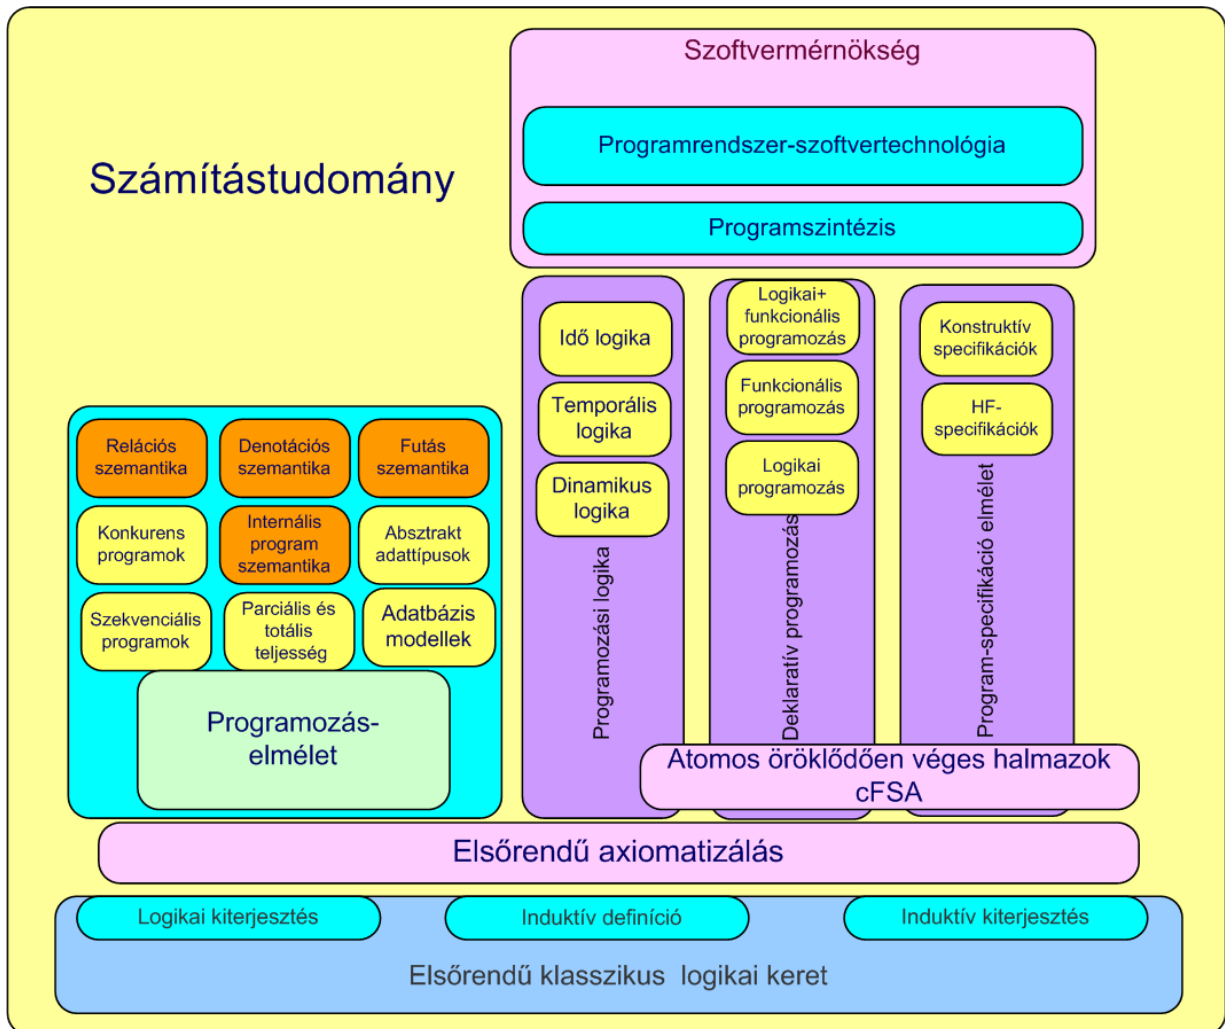 Szoftvermérnökség
Programrendszer-szoftvertechnológia
Számítástudomány
Programszintézis
Idő logika
Temporális
logika
Dinamikus
logika
Programozási logika
Logikai+
funkcionális
programozás
Funkcionális
programozás
Logikai
programozás
Deklaratív programozás
Konstruktív
specifikációk
HF-
specifikációk
Program-specifikáció elmélet
Relációs
szemantika
Denotációs
szemantika
Futás
szemantika
Konkurens
programok
Internális
program
szemantika
Absztrakt
adattípusok
Szekvenciális
programok
Parciális és
totális
teljesség
Adatbázis
modellek
Programozás-
elmélet
Atomos öröklődően véges halmazok
cFSA
Elsőrendű axiomatizálás
Logikai kiterjesztés
Induktív definíció
Induktív kiterjesztés
Elsőrendű klasszikus logikai keret